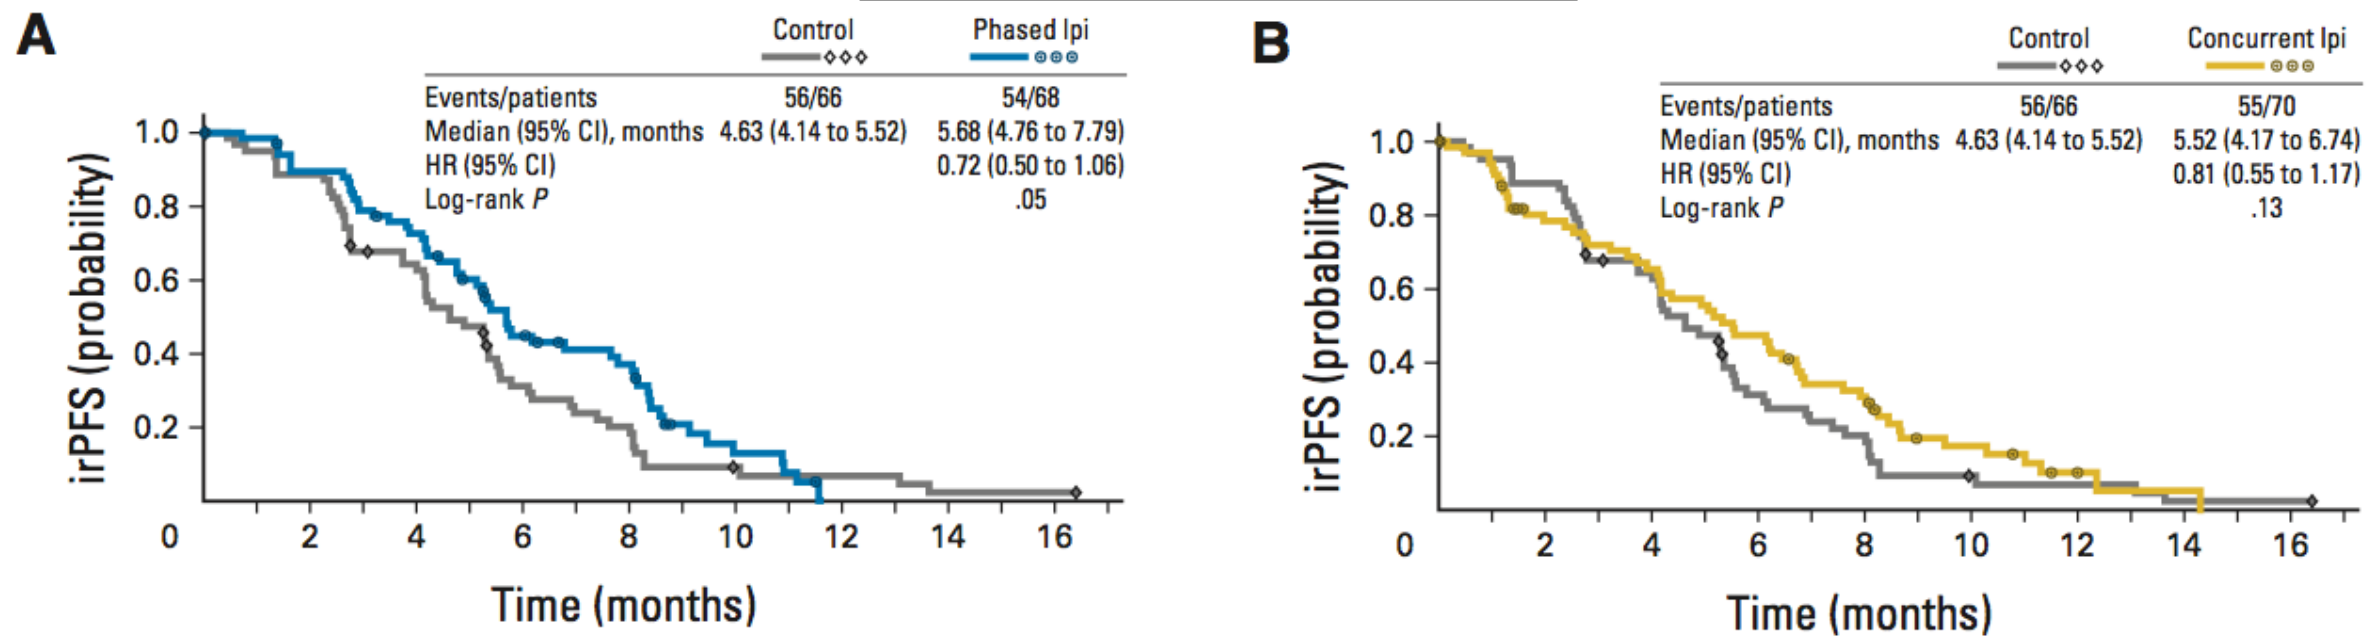 A
Control Phased Ipi
Events/patients 56/66 54/68
Median (95% CI), months 4.63 (4.14 to 5.52) 5.68 (4.76 to 7.79)
HR (95% CI) 0.72 (0.50 to 1.06)
Log-rank P .05
irPFS (probability)
1.0
0.8
0.6
0.4
0.2
0 2 4 6 8 10 12 14 16
Time (months)
B
Control Concurrent Ipi
Events/patients 56/66 55/70
Median (95% CI), months 4.63 (4.14 to 5.52) 5.52 (4.17 to 6.74)
HR (95% CI) 0.81 (0.55 to 1.17)
Log-rank P .13
irPFS (probability)
1.0
0.8
0.6
0.4
0.2
0 2 4 6 8 10 12 14 16
Time (months)